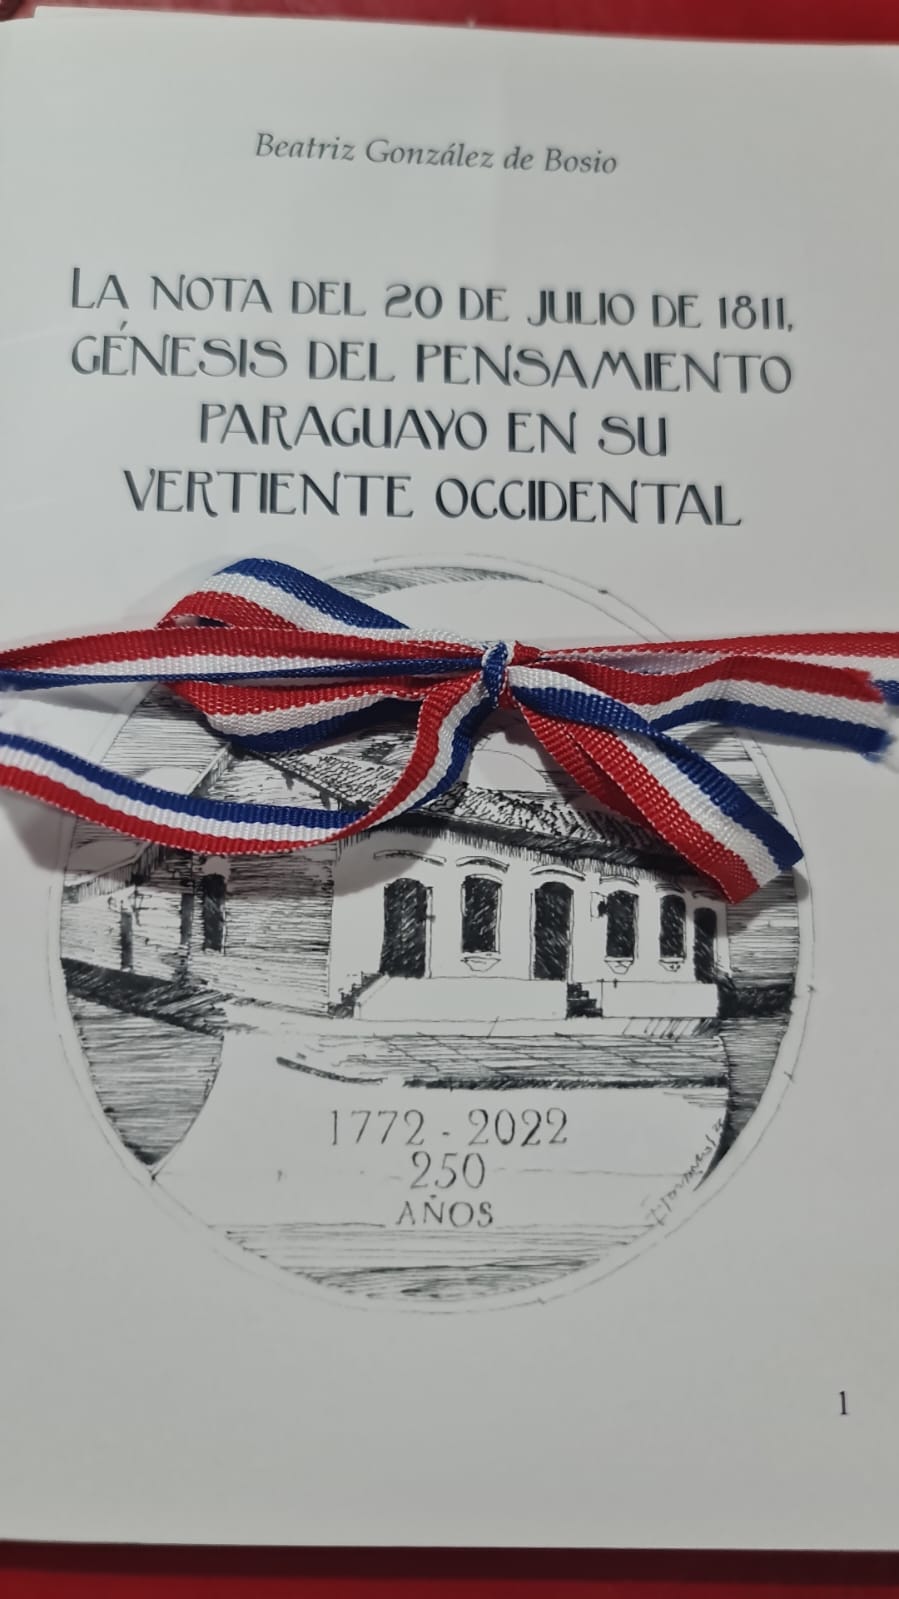 Beatriz González de Bosio
LA NOTA DEL 20 DE JULIO DE 1811,
GÉNESIS DEL PENSAMIENTO
PARAGUAYO EN SU
VERTIENTE OCCIDENTAL
1772 - 2022
250
AÑOS
1